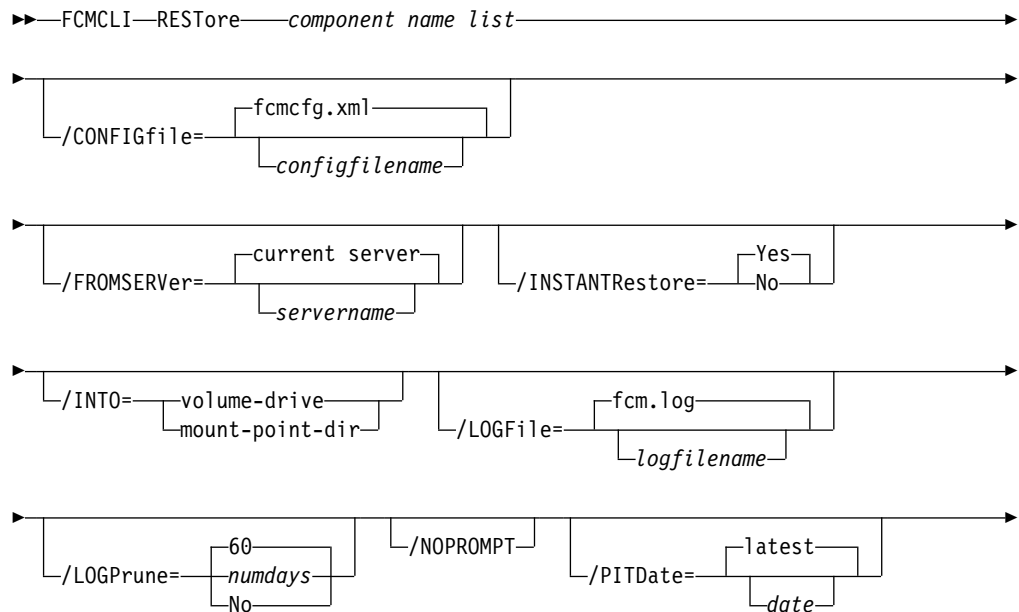 FCMCLI RESTore component name list
fcmcfg.xml
/CONFIGfile=
configfilename
current server Yes
/FROMSERVer= /INSTANTRestore= No
servername
/INTO= volume-drive fcm.log
mount-point-dir /LOGFile=
logfilename
60 /NOPROMPT latest
/LOGPrune= numdays /PITDate=
No date